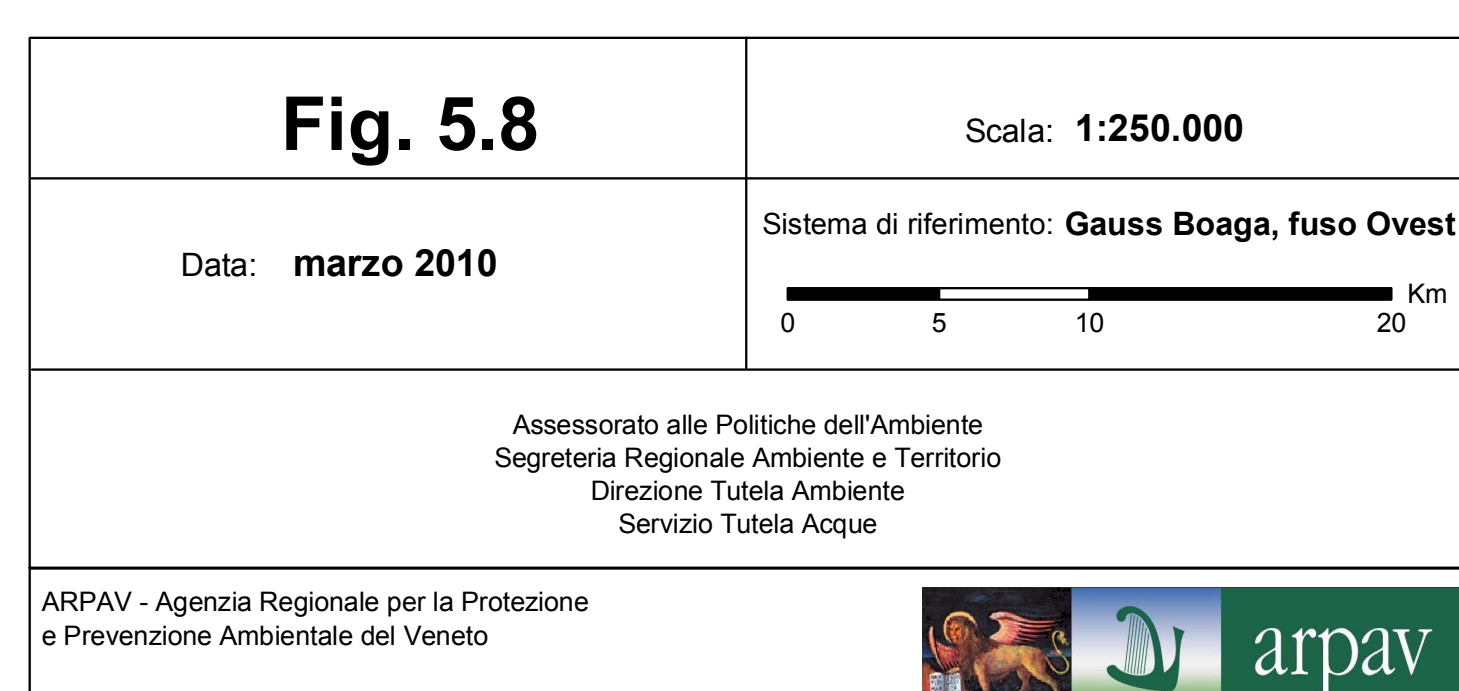 Fig. 5.8
Scala: 1:250.000
Data: marzo 2010
Sistema di riferimento: Gauss Boaga, fuso Ovest
Km
0 5 10 20
Assessorato alle Politiche dell'Ambiente
Segreteria Regionale Ambiente e Territorio
Direzione Tutela Ambiente
Servizio Tutela Acque
ARPAV - Agenzia Regionale per la Protezione
e Prevenzione Ambientale del Veneto
arpav